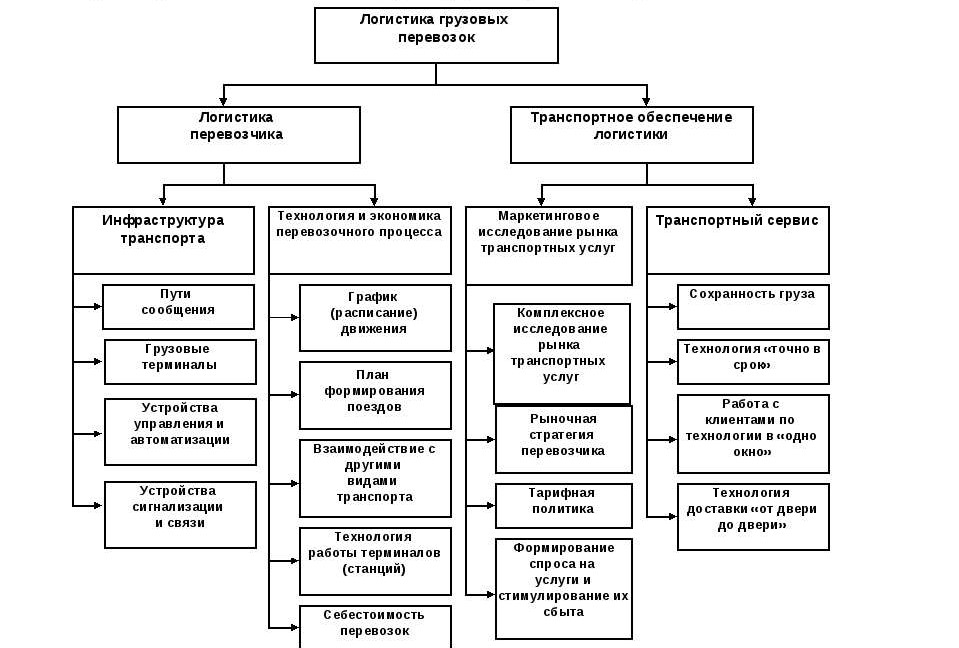 Логистика грузовых
перевозок
Логистика
перевозчика
Транспортное обеспечение
логистики
Инфраструктура
транспорта
Пути
сообщения
Грузовые
терминалы
Устройства
управления и
автоматизации
Устройства
сигнализации
и связи
Технология и экономика
перевозочного процесса
График
(расписание)
движения
План
формирования
поездов
Взаимодействие с
другими
видами
транспорта
Технология
работы терминалов
(станций)
Себестоимость
перевозок
Маркетинговое
исследование рынка
транспортных услуг
Комплексное
исследование
рынка
транспортных
услуг
Рыночная
стратегия
перевозчика
Тарифная
политика
Формирование
спроса на
услуги и
стимулирование их
сбыта
Транспортный сервис
Сохранность груза
Технология «точно в
срок»
Работа с
клиентами по
технологии в «одно
окно»
Технология
доставки «от двери
до двери»